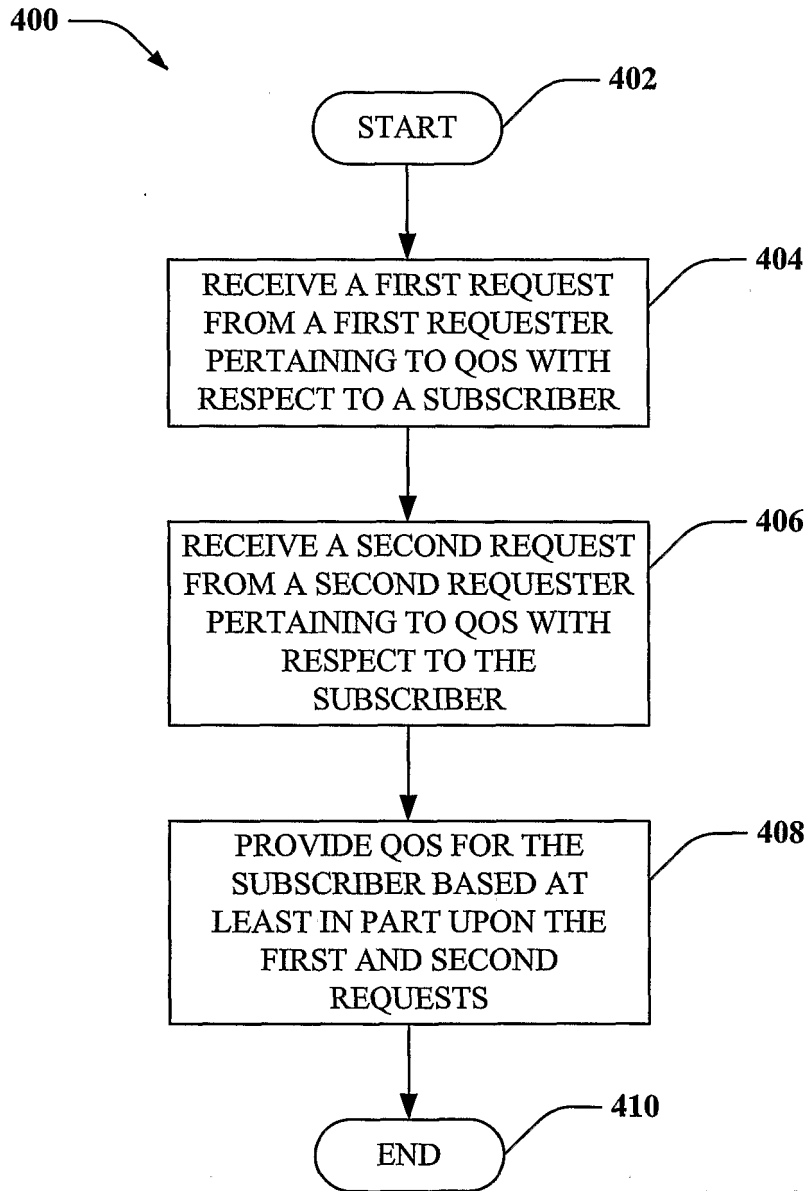 400
402
START
404
RECEIVE A FIRST REQUEST
FROM A FIRST REQUESTER
PERTAINING TO QOS WITH
RESPECT TO A SUBSCRIBER
406
RECEIVE A SECOND REQUEST
FROM A SECOND REQUESTER
PERTAINING TO QOS WITH
RESPECT TO THE
SUBSCRIBER
408
PROVIDE QOS FOR THE
SUBSCRIBER BASED AT
LEAST IN PART UPON THE
FIRST AND SECOND
REQUESTS
410
END